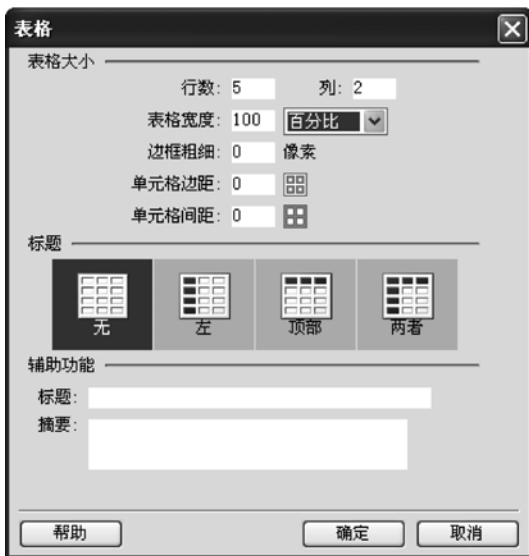 表格
表格大小
行数: 5 列: 2
表格宽度: 100 百分比
边框粗细: 0 像素
单元格边距: 0
单元格间距: 0
标题
无 左 顶部 两者
辅助功能
标题:
摘要:
帮助 确定 取消